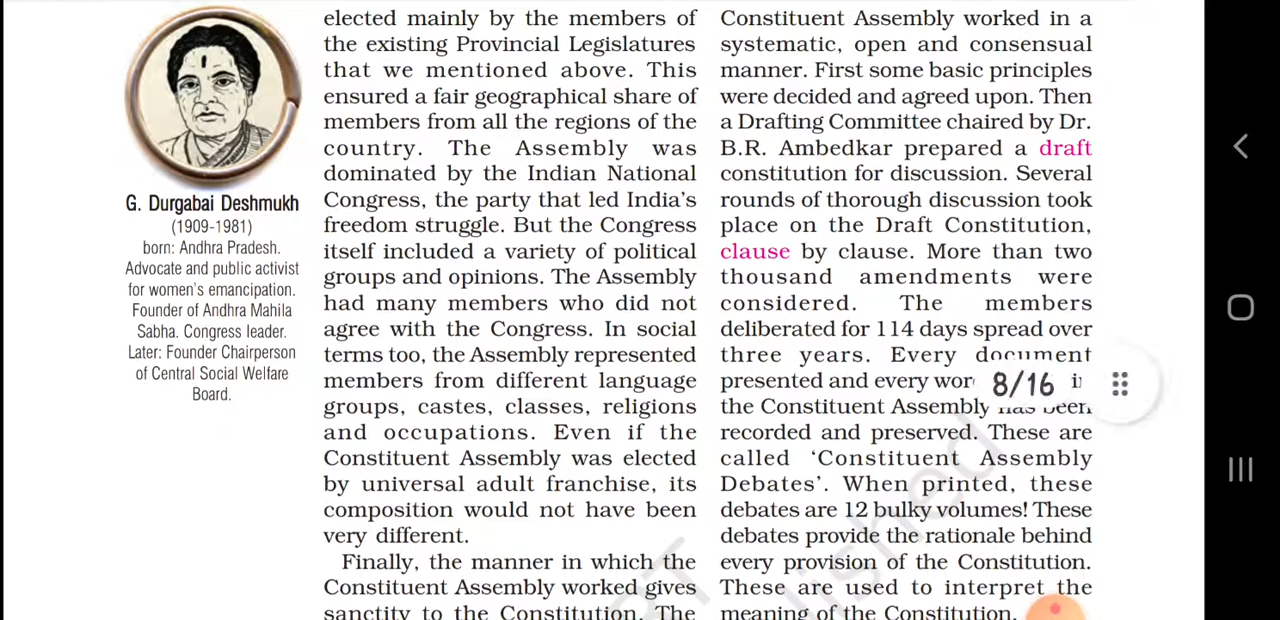 G. Durgabai Deshmukh
(1909-1981)
born: Andhra Pradesh.
Advocate and public activist
for women's emancipation.
Founder of Andhra Mahila
Sabha. Congress leader.
Later: Founder Chairperson
of Central Social Welfare
Board.
elected mainly by the members of
the existing Provincial Legislatures
that we mentioned above. This
ensured a fair geographical share of
members from all the regions of the
country. The Assembly was
dominated by the Indian National
Congress, the party that led India's
freedom struggle. But the Congress
itself included a variety of political
groups and opinions. The Assembly
had many members who did not
agree with the Congress. In social
terms too, the Assembly represented
members from different language
groups, castes, classes, religions
and occupations. Even if the
Constituent Assembly was elected
by universal adult franchise, its
composition would not have been
very different.
Finally, the manner in which the
Constituent Assembly worked gives
sanctity to the Constitution. The
Constituent Assembly worked in a
systematic, open and consensual
manner. First some basic principles
were decided and agreed upon. Then
a Drafting Committee chaired by Dr.
B.R. Ambedkar prepared a draft
constitution for discussion. Several
rounds of thorough discussion took
place on the Draft Constitution,
clause by clause. More than two
thousand amendments were
considered. The members
deliberated for 114 days spread over
three years. Every document
presented and every
8/16
the Constituent Assembly has been
recorded and preserved. These are
called 'Constituent Assembly
Debates'. When printed, these
debates are 12 bulky volumes! These
debates provide the rationale behind
every provision of the Constitution.
These are used to interpret the
meaning of the Constitution.